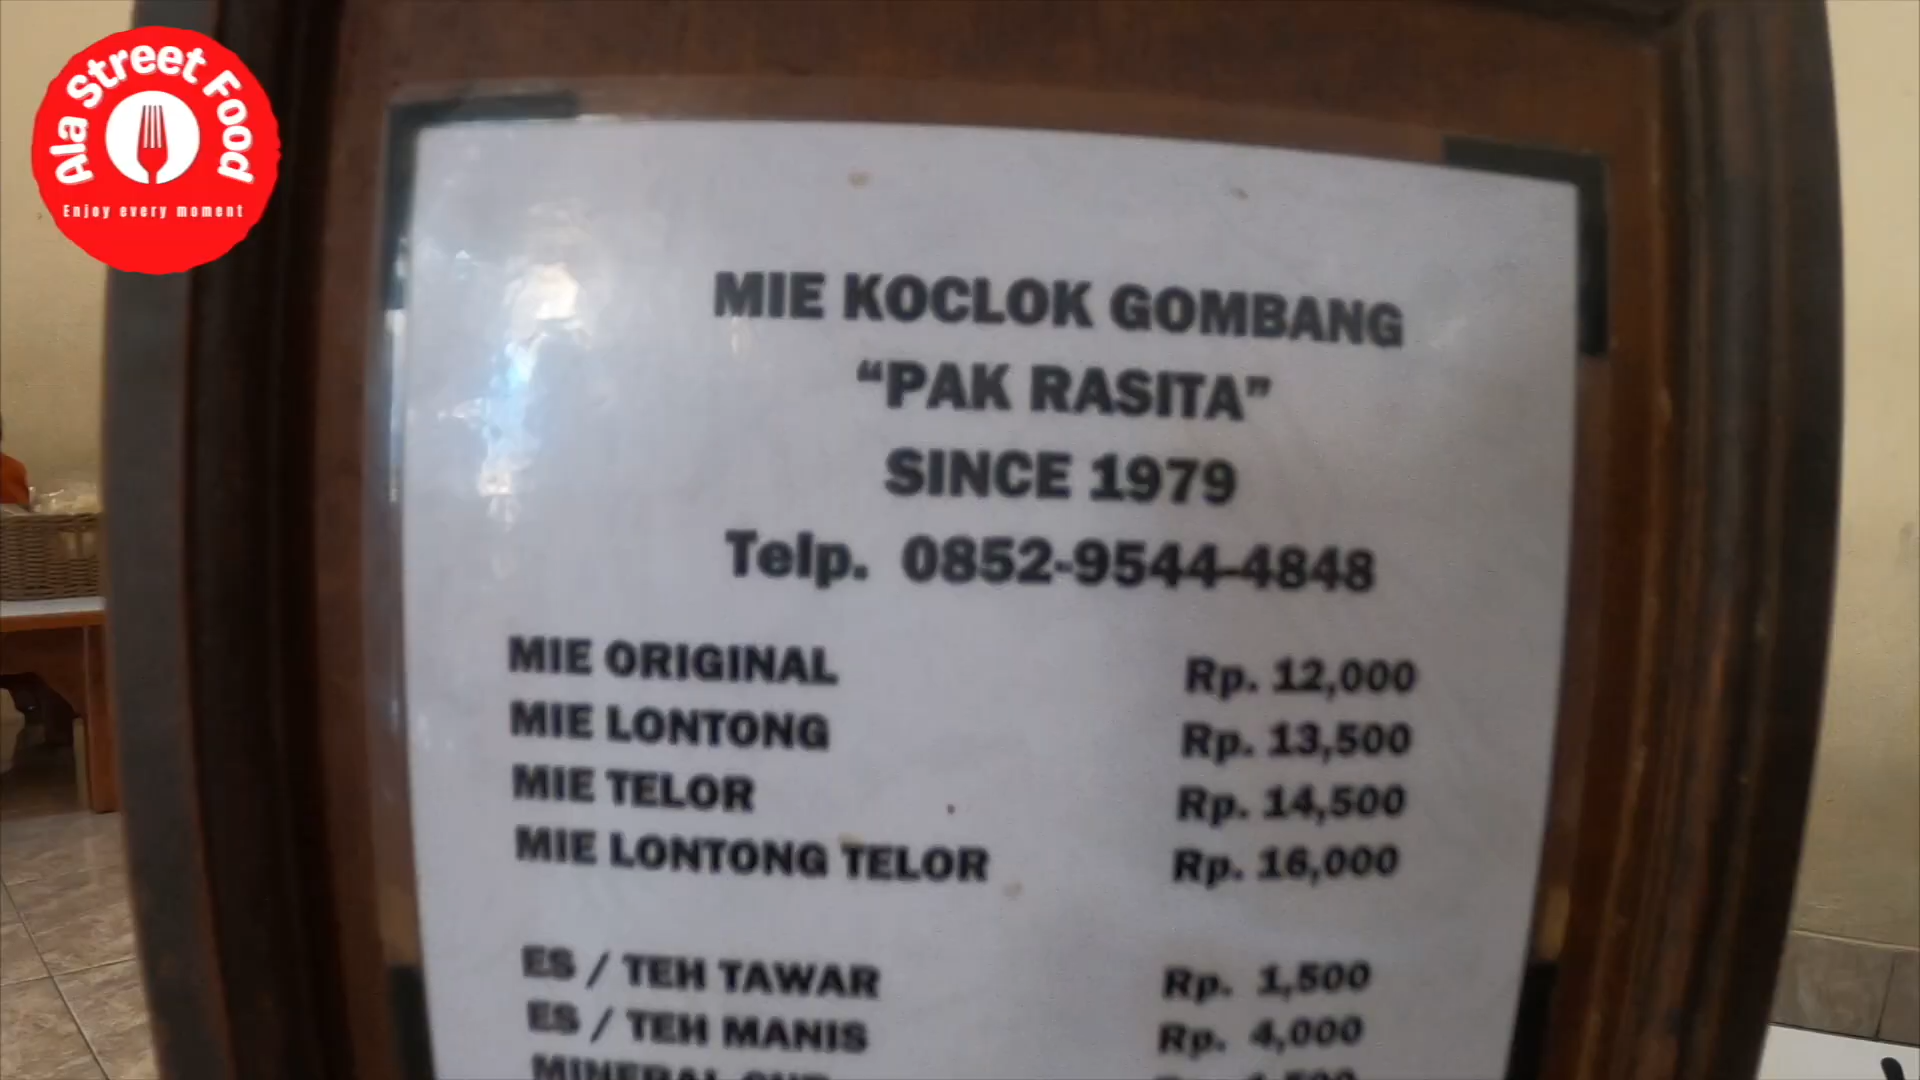 Ala Street Food
Enjoy every moment
MIE KOCLOK GOMBANG
“PAK RASITA”
SINCE 1979
Telp. 0852-9544-4848
MIE ORIGINAL Rp. 12,000
MIE LONTONG Rp. 13,500
MIE TELOR Rp. 14,500
MIE LONTONG TELOR Rp. 16,000
ES / TEH TAWAR Rp. 1,500
ES / TEH MANIS Rp. 4,000
MINERAL